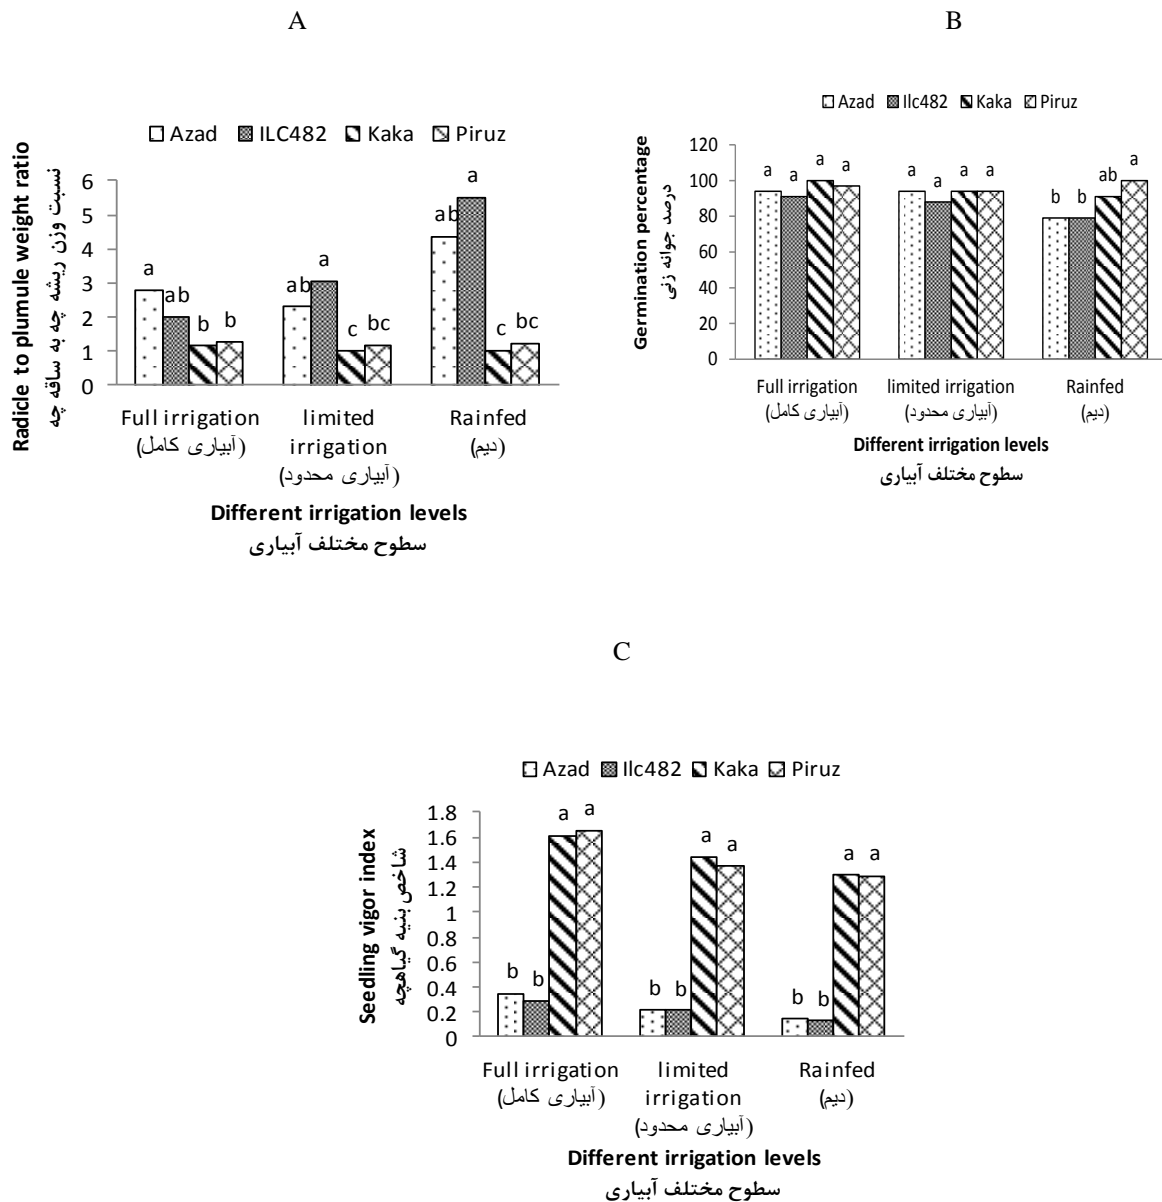 A
B
Azad ILC482 Kaka Piruz
Radicle to plumule weight ratio
نسبت وزن ریشه چه به ساقه چه
6
5
4
3
2
1
0
a
ab
b
b
ab
a
c
bc
ab
a
c
bc
Full irrigation
(آبیاری کامل)
limited
irrigation
(آبیاری محدود)
Rainfed
(دیم)
Different irrigation levels
سطوح مختلف آبیاری
Azad Ilc482 Kaka Piruz
Germination percentage
درصد جوانه زنی
120
100
80
60
40
20
0
a
a
a
a
a
a
a
a
b
b
ab
a
Full irrigation
(آبیاری کامل)
limited irrigation
(آبیاری محدود)
Rainfed
(دیم)
Different irrigation levels
سطوح مختلف آبیاری
C
Azad Ilc482 Kaka Piruz
Seedling vigor index
شاخص بنیه گیاهچه
1.8
1.6
1.4
1.2
1
0.8
0.6
0.4
0.2
0
b
b
a
a
b
b
a
a
b
b
a
a
Full irrigation
(آبیاری کامل)
limited
irrigation
(آبیاری محدود)
Rainfed
(دیم)
Different irrigation levels
سطوح مختلف آبیاری